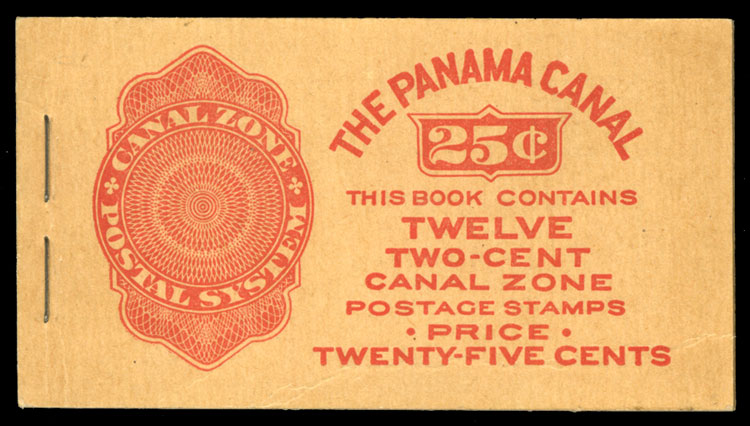 CANAL ZONE
POSTAL SYSTEM
THE PANAMA CANAL
25¢
THIS BOOK CONTAINS
TWELVE
TWO-CENT
CANAL ZONE
POSTAGE STAMPS
• PRICE •
TWENTY-FIVE CENTS